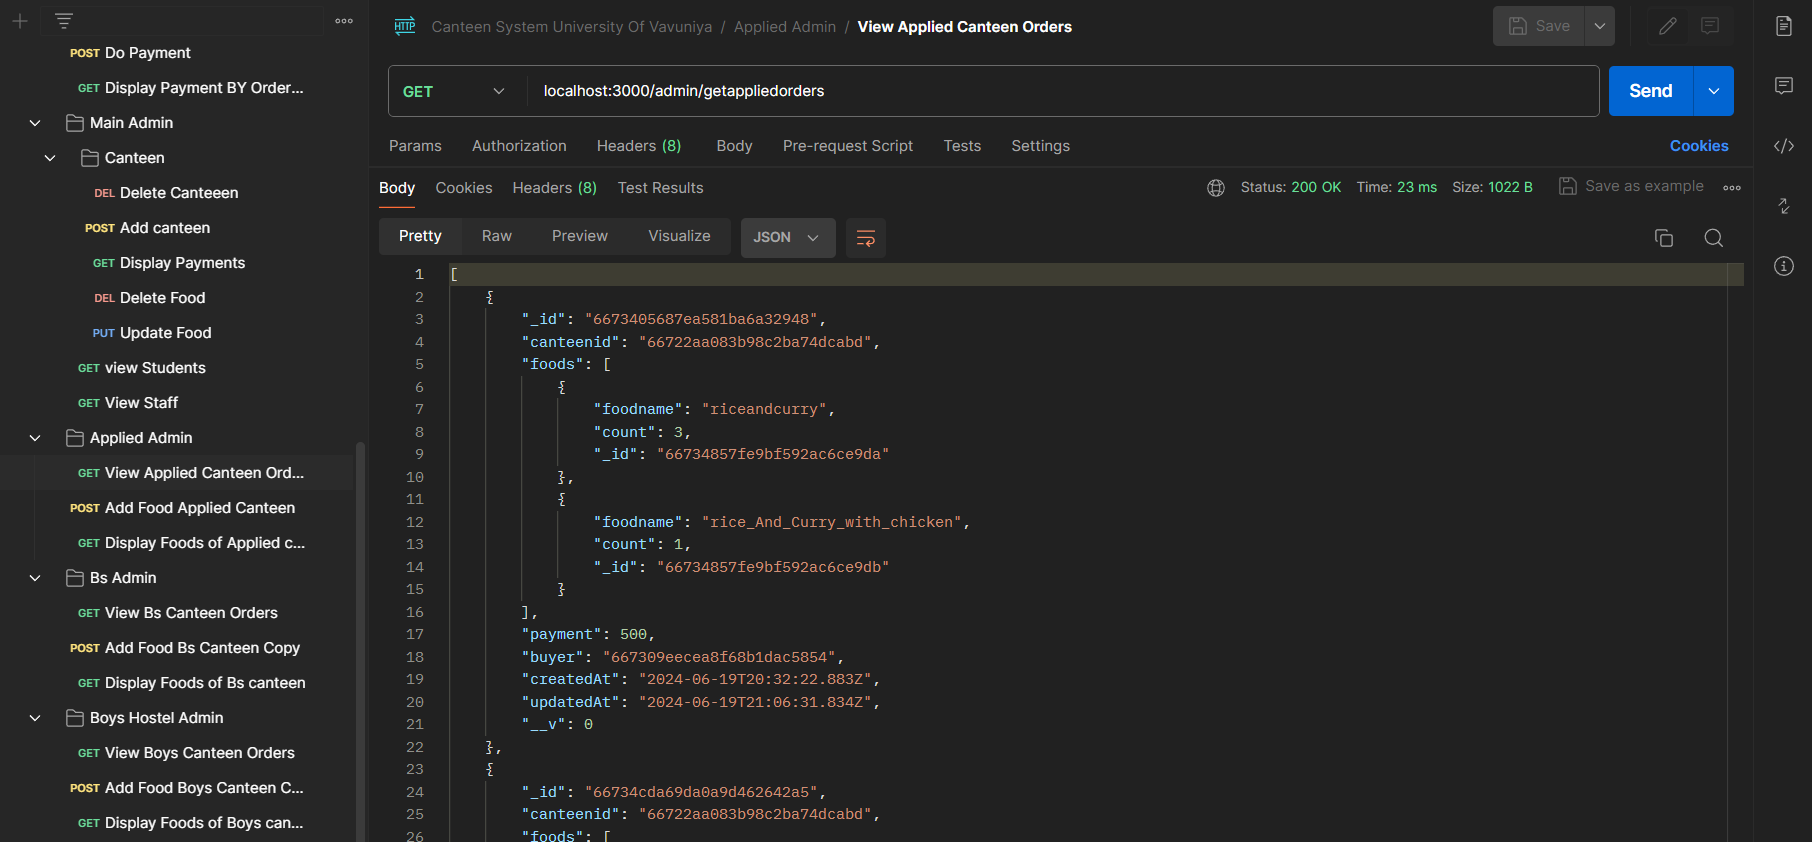 POST Do Payment
GET Display Payment BY Order...
Main Admin
Canteen
DEL Delete Canteeen
POST Add canteen
GET Display Payments
DEL Delete Food
PUT Update Food
GET view Students
GET View Staff
Applied Admin
GET View Applied Canteen Ord...
POST Add Food Applied Canteen
GET Display Foods of Applied c...
Bs Admin
GET View Bs Canteen Orders
POST Add Food Bs Canteen Copy
GET Display Foods of Bs canteen
Boys Hostel Admin
GET View Boys Canteen Orders
POST Add Food Boys Canteen C...
GET Display Foods of Boys can...
HTTP Canteen System University Of Vavuniya / Applied Admin / View Applied Canteen Orders
Save
GET localhost:3000/admin/getappliedorders Send
Params Authorization Headers (8) Body Pre-request Script Tests Settings Cookies
Body Cookies Headers (8) Test Results Status: 200 OK Time: 23 ms Size: 1022 B Save as example
Pretty Raw Preview Visualize JSON
1 [
2 {
3 "_id": "6673405687ea581ba6a32948",
4 "canteenid": "66722aa083b98c2ba74dcabd",
5 "foods": [
6 {
7 "foodname": "riceandcurry",
8 "count": 3,
9 "_id": "66734857fe9bf592ac6ce9da"
10 },
11 {
12 "foodname": "rice_And_Curry_with_chicken",
13 "count": 1,
14 "_id": "66734857fe9bf592ac6ce9db"
15 }
16 ],
17 "payment": 500,
18 "buyer": "667309eecea8f68b1dac5854",
19 "createdAt": "2024-06-19T20:32:22.883Z",
20 "updatedAt": "2024-06-19T21:06:31.834Z",
21 "__v": 0
22 },
23 {
24 "_id": "66734cda69da0a9d462642a5",
25 "canteenid": "66722aa083b98c2ba74dcabd",
26 "foods": [